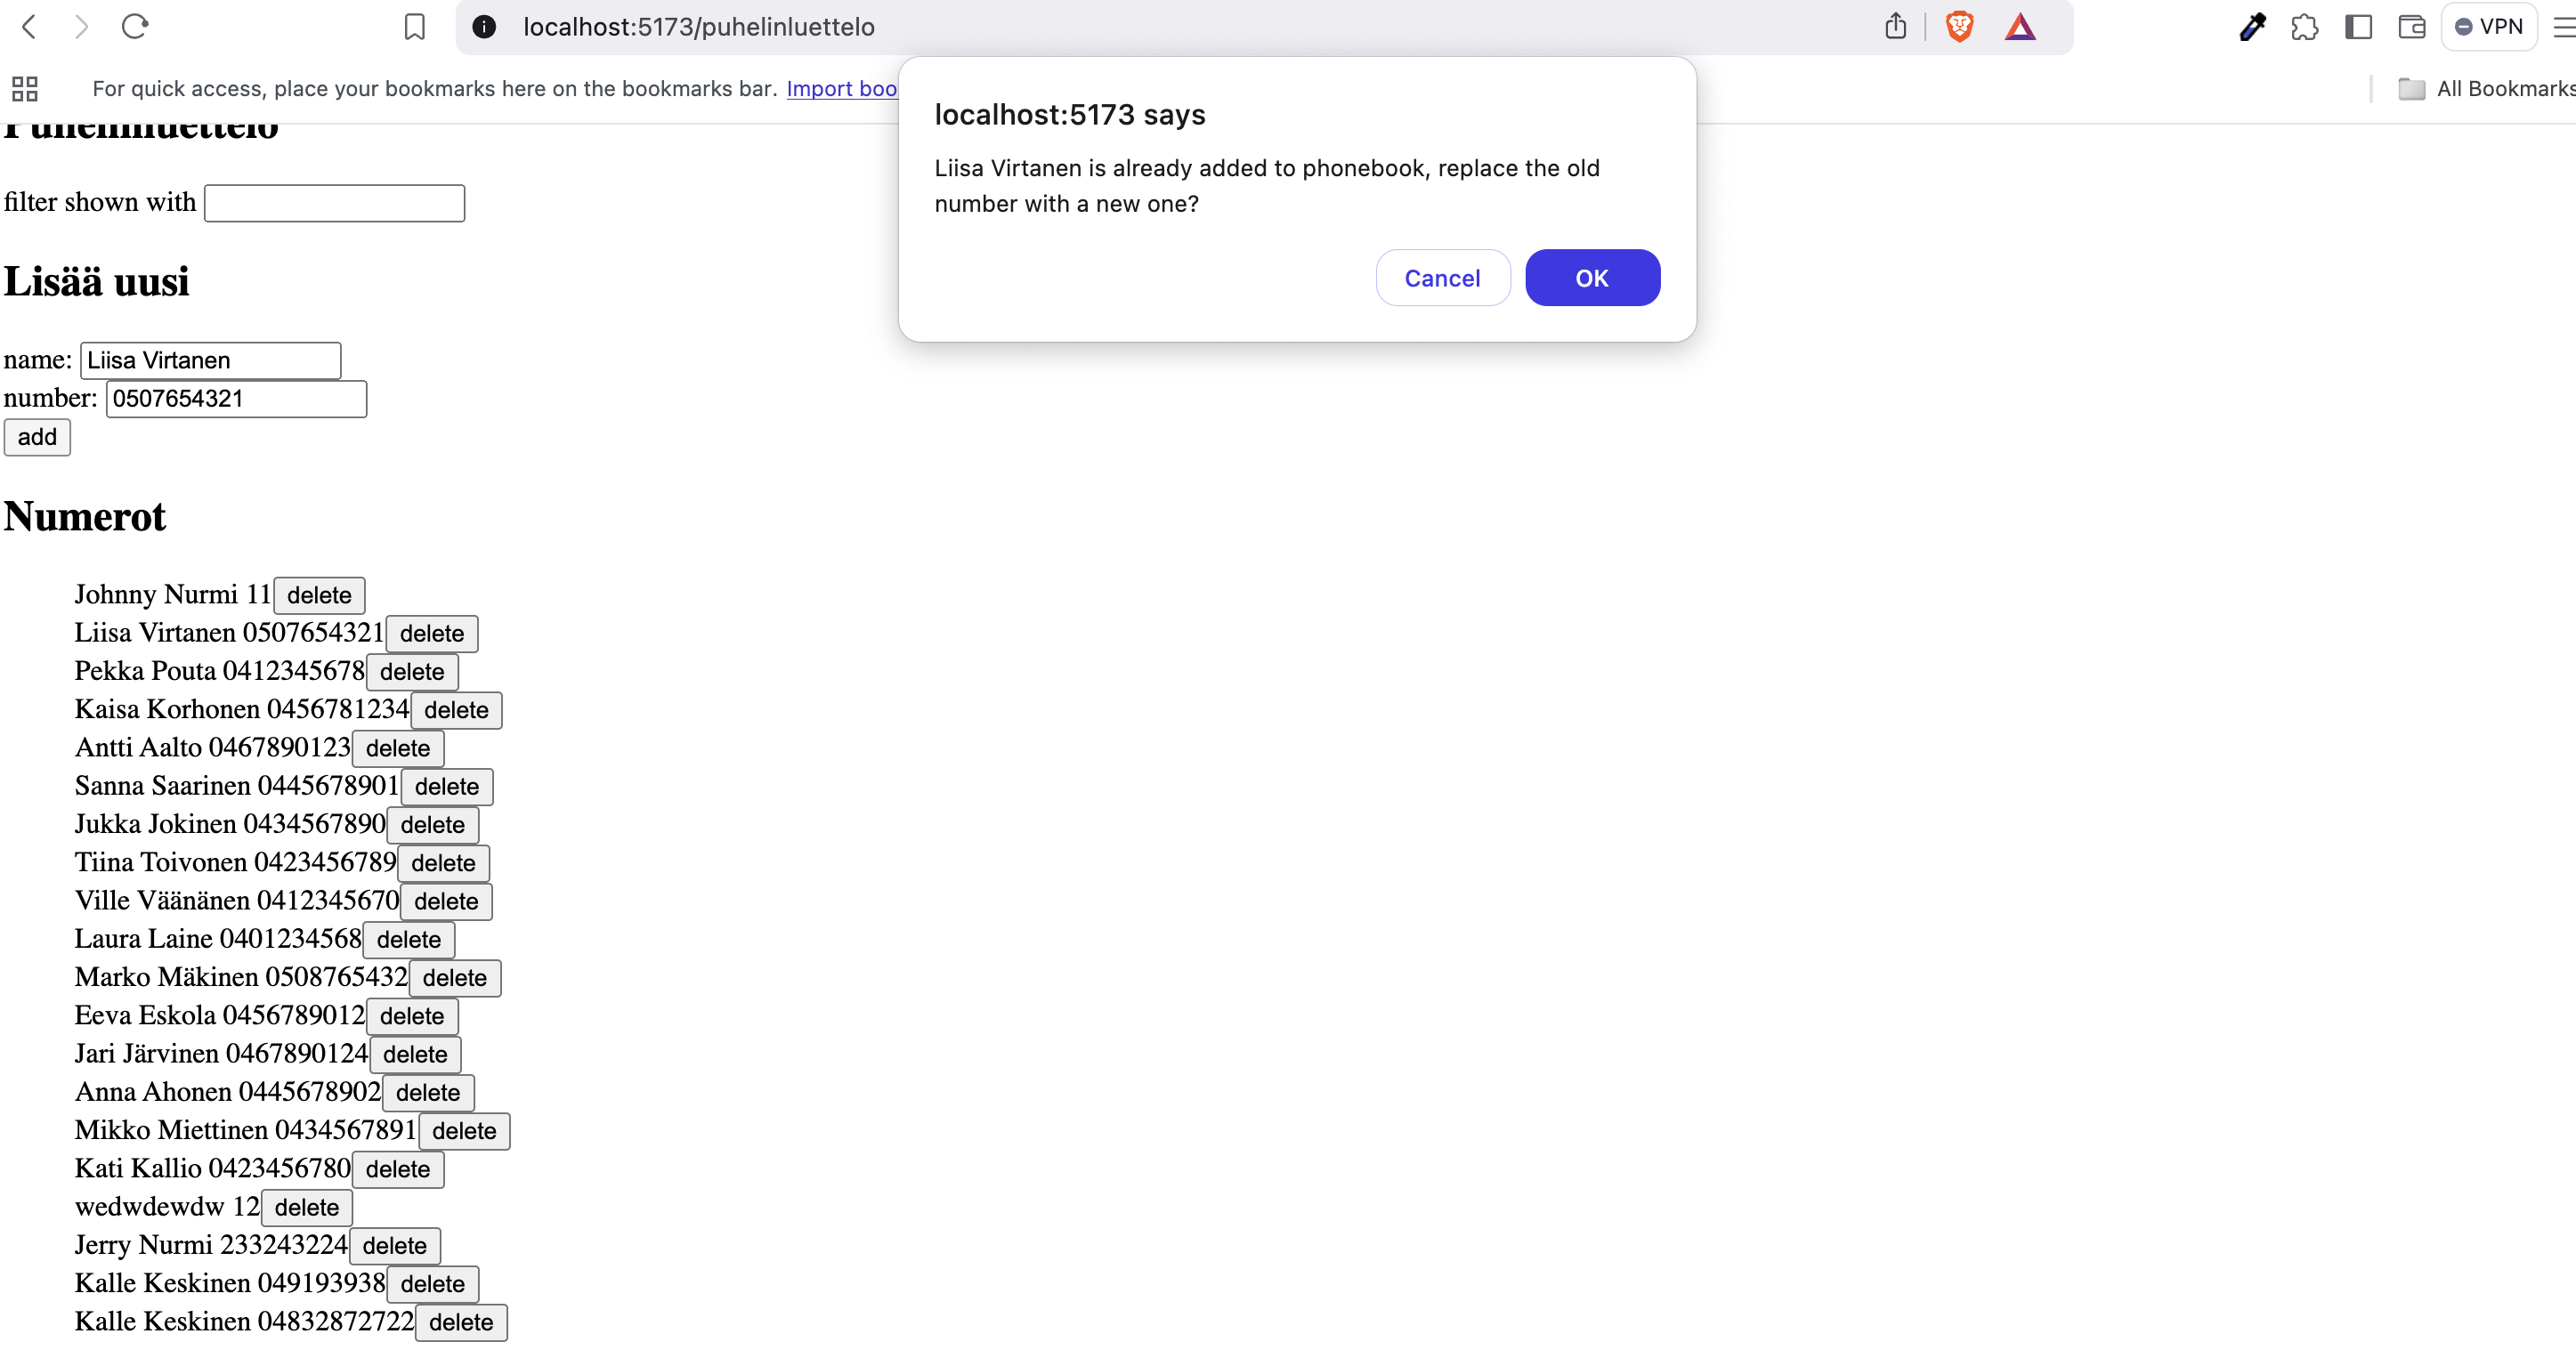 localhost:5173/puhelinluettelo
VPN
For quick access, place your bookmarks here on the bookmarks bar. Import boo
All Bookmarks
localhost:5173 says
Liisa Virtanen is already added to phonebook, replace the old
number with a new one?
Cancel
OK
Puhelinluettelo
filter shown with
Lisää uusi
name: Liisa Virtanen
number: 0507654321
add
Numerot
Johnny Nurmi 11 delete
Liisa Virtanen 0507654321 delete
Pekka Pouta 0412345678 delete
Kaisa Korhonen 0456781234 delete
Antti Aalto 0467890123 delete
Sanna Saarinen 0445678901 delete
Jukka Jokinen 0434567890 delete
Tiina Toivonen 0423456789 delete
Ville Väänänen 0412345670 delete
Laura Laine 0401234568 delete
Marko Mäkinen 0508765432 delete
Eeva Eskola 0456789012 delete
Jari Järvinen 0467890124 delete
Anna Ahonen 0445678902 delete
Mikko Miettinen 0434567891 delete
Kati Kallio 0423456780 delete
wedwdewdw 12 delete
Jerry Nurmi 233243224 delete
Kalle Keskinen 049193938 delete
Kalle Keskinen 04832872722 delete